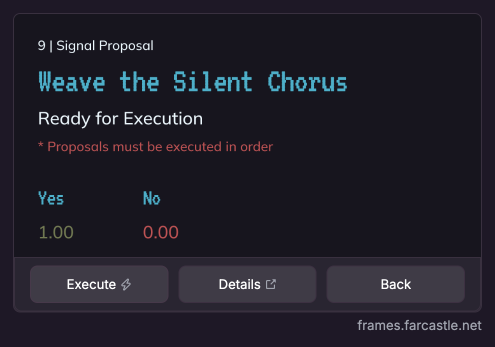 9 | Signal Proposal
Weave the Silent Chorus
Ready for Execution
* Proposals must be executed in order
Yes No
1.00 0.00
Execute Details Back
frames.farcastle.net